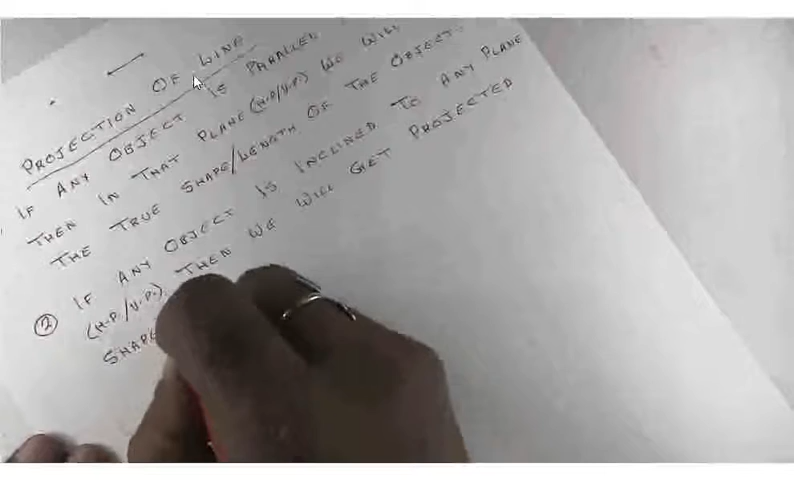 PROJECTION OF LINE
IF ANY OBJECT IS PARALLEL
THEN IN THAT PLANE (H.P/V.P.) WE WILL
THE TRUE SHAPE/LENGTH OF THE OBJECT.
② IF ANY OBJECT IS INCLINED TO ANY PLANE
(H.P./V.P.) THEN WE WILL GET PROJECTED
SHAPE